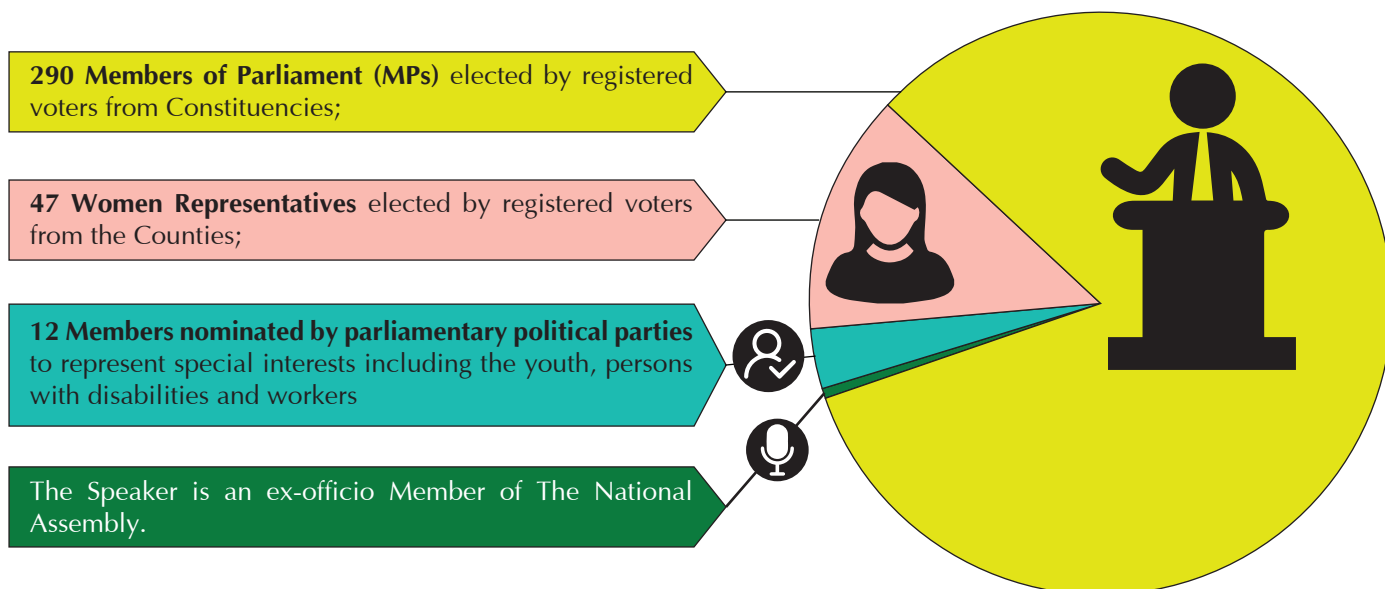 290 Members of Parliament (MPs) elected by registered
voters from Constituencies;
47 Women Representatives elected by registered voters
from the Counties;
12 Members nominated by parliamentary political parties
to represent special interests including the youth, persons
with disabilities and workers
The Speaker is an ex-officio Member of The National
Assembly.